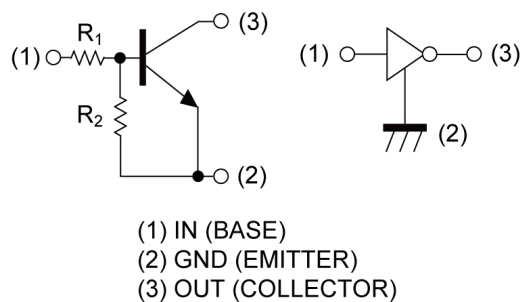 R1
(1)
R2
(3)
(2)
(1)
(3)
(2)
(1) IN (BASE)
(2) GND (EMITTER)
(3) OUT (COLLECTOR)